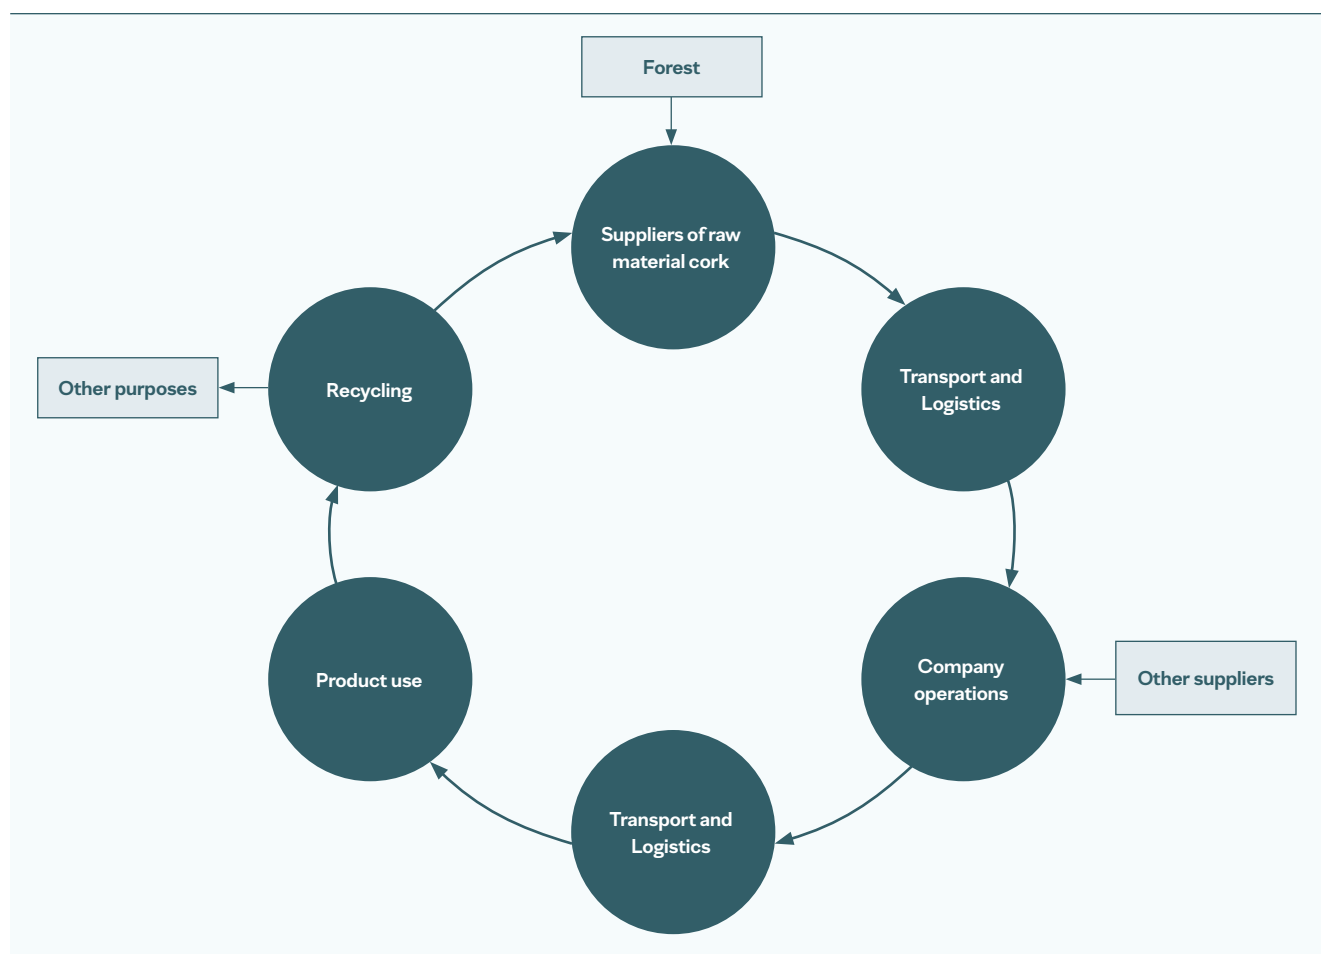 Forest
Suppliers of raw
material cork
Transport and
Logistics
Other purposes
Recycling
Company
operations
Other suppliers
Product use
Transport and
Logistics